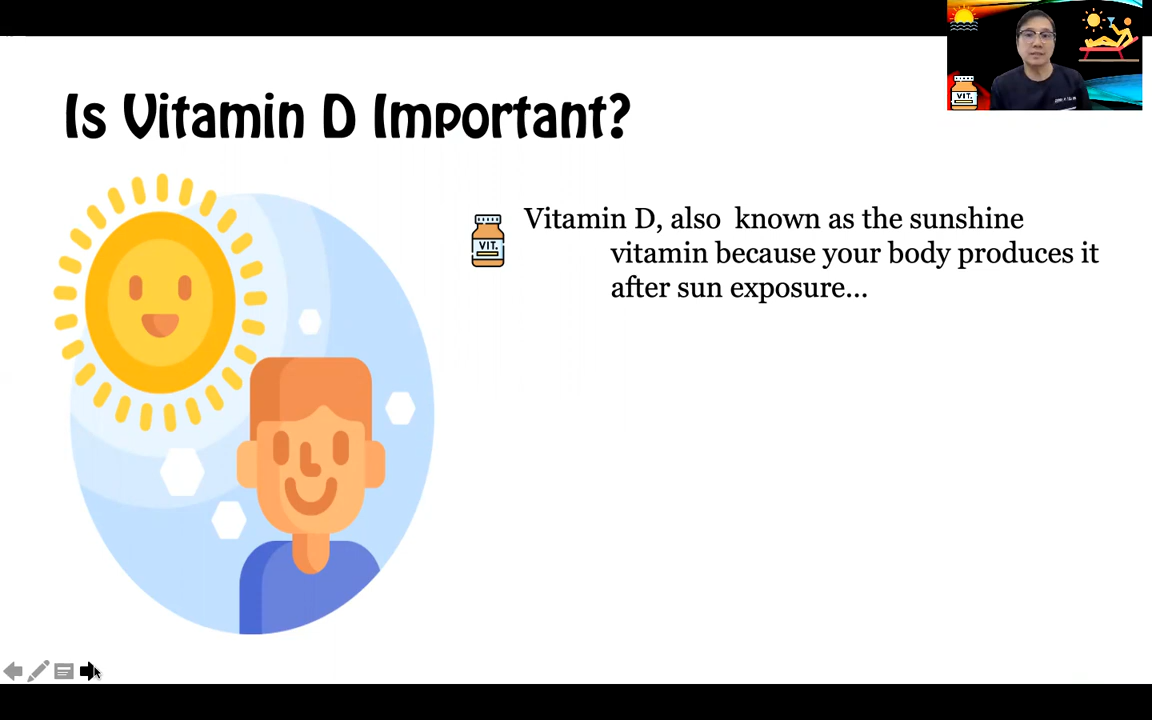 Is Vitamin D Important?
Vitamin D, also known as the sunshine
vitamin because your body produces it
after sun exposure...
VIT.
VIT.